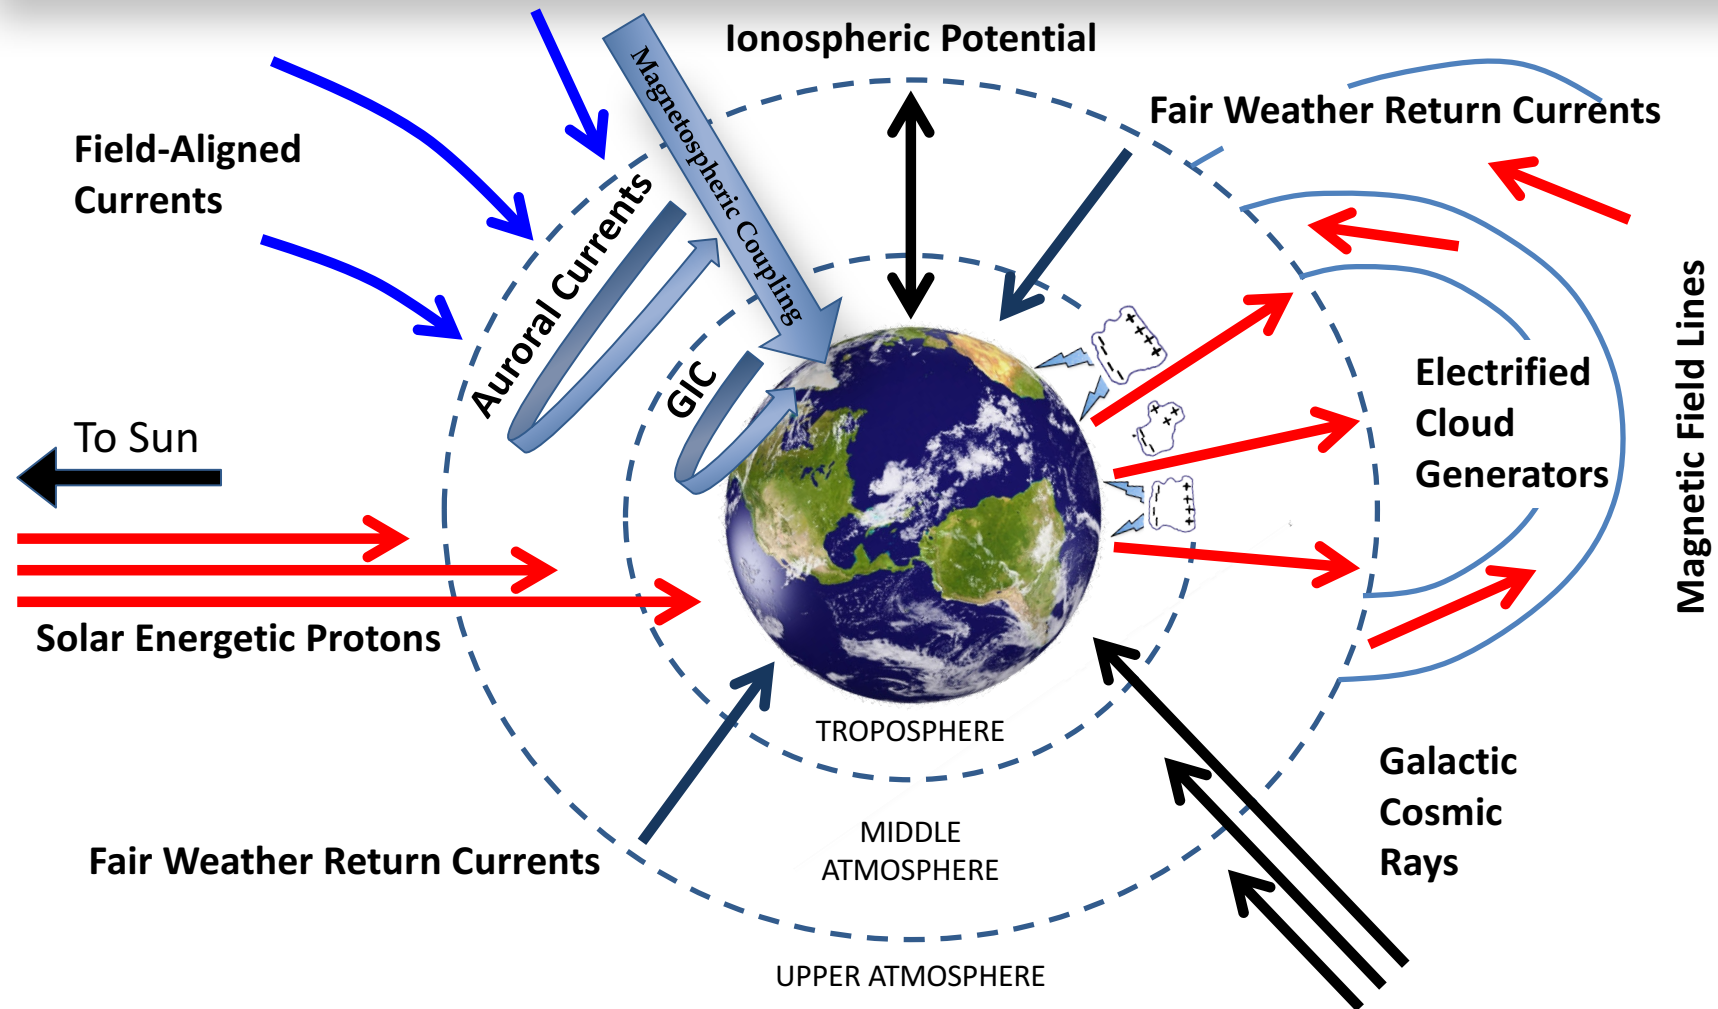 Ionospheric Potential
Magnetospheric Coupling
Fair Weather Return Currents
Field-Aligned
Currents
Auroral Currents
GIC
To Sun
Electrified
Cloud
Generators
Magnetic Field Lines
Solar Energetic Protons
TROPOSPHERE
Galactic
Cosmic
Rays
MIDDLE
ATMOSPHERE
Fair Weather Return Currents
UPPER ATMOSPHERE